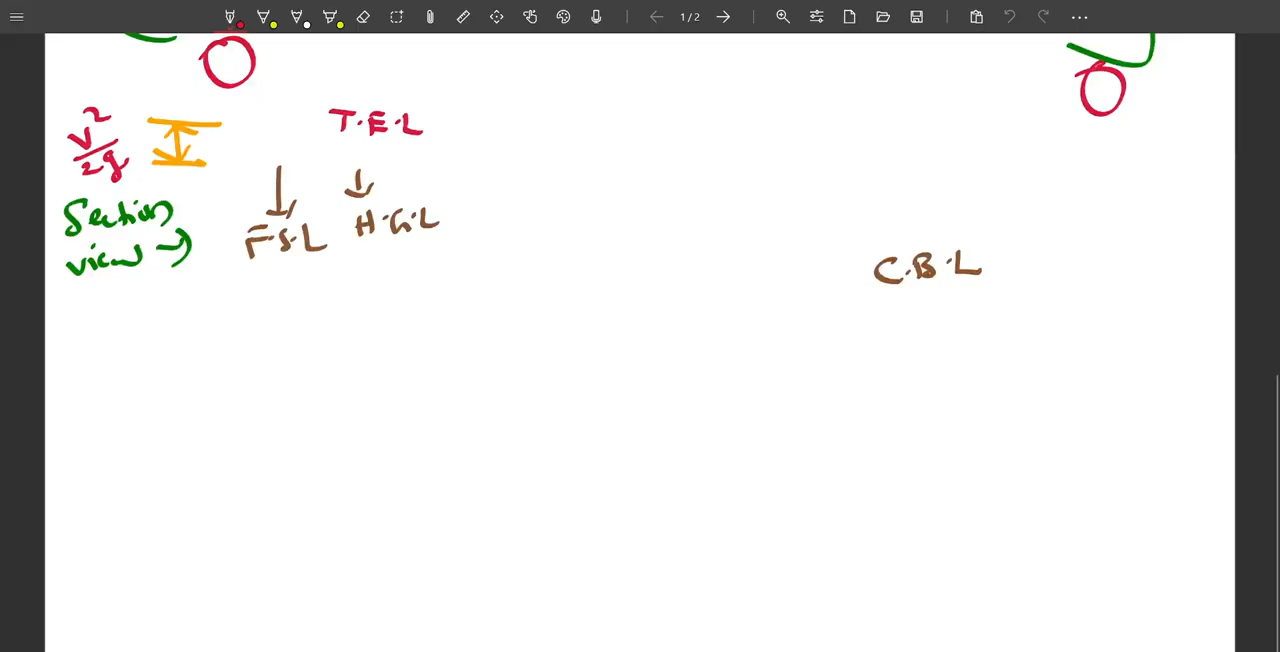 1/2
V²/2g
T.E.L
Section
view →
F.S.L
H.G.L
C.B.L